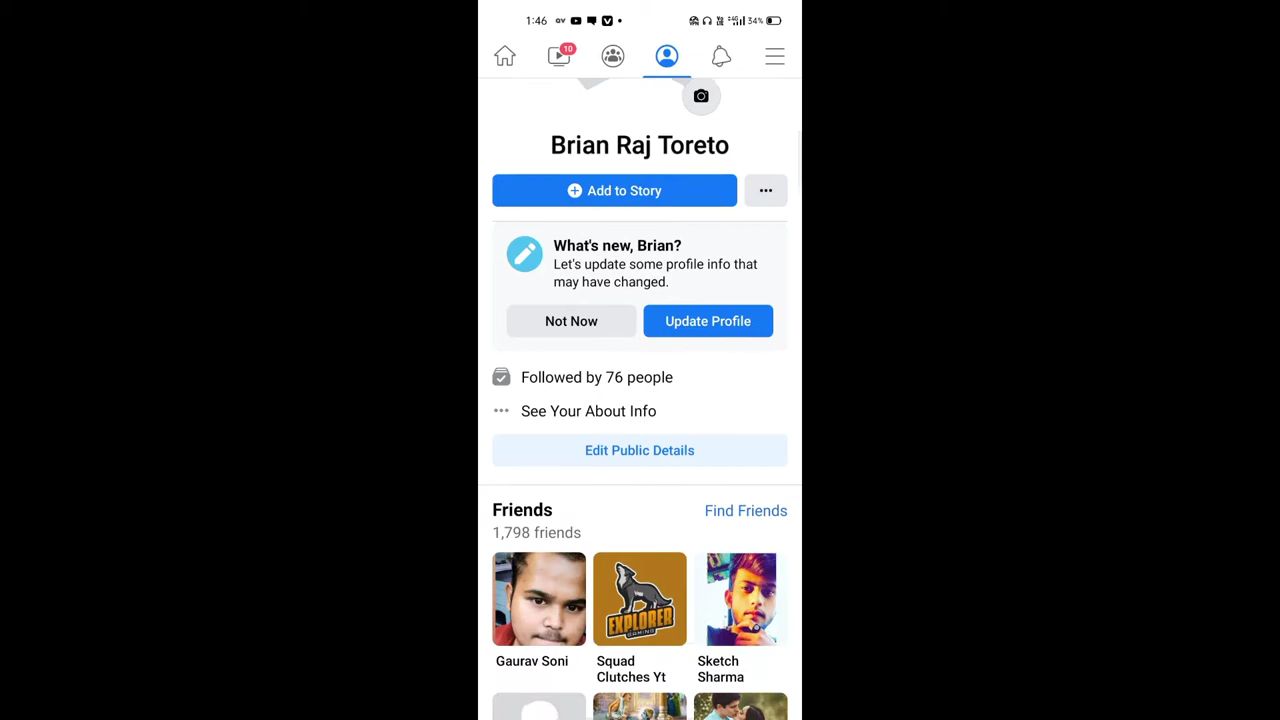 1:46
34%
10
Brian Raj Toreto
Add to Story
What's new, Brian?
Let's update some profile info that
may have changed.
Not Now
Update Profile
Followed by 76 people
See Your About Info
Edit Public Details
Friends
Find Friends
1,798 friends
EXPLORER
GAMING
Gaurav Soni
Squad
Clutches Yt
Sketch
Sharma